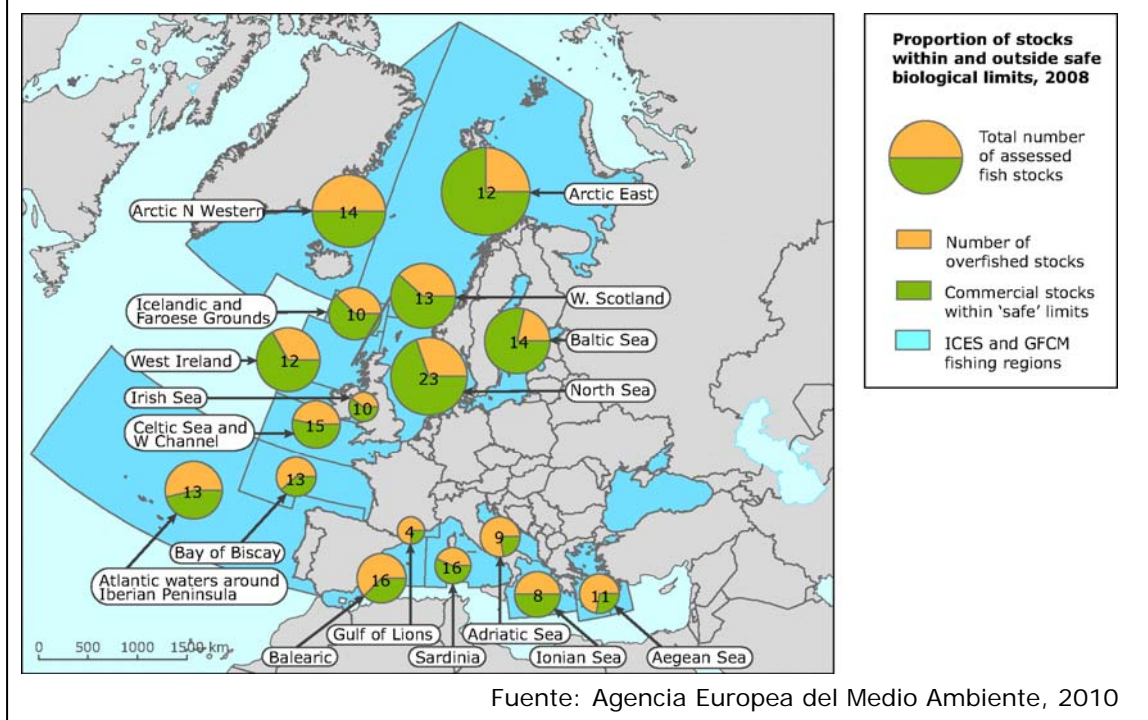 Arctic N Western
14
12
Arctic East
Icelandic and
Faroese Grounds
10
13
W. Scotland
West Ireland
12
14
Baltic Sea
Irish Sea
10
23
North Sea
Celtic Sea and
W Channel
15
13
13
Bay of Biscay
Atlantic waters around
Iberian Peninsula
4
9
16
16
8
11
Gulf of Lions
Adriatic Sea
Balearic
Sardinia
Ionian Sea
Aegean Sea
0 500 1000 1500 km
Proportion of stocks
within and outside safe
biological limits, 2008
Total number
of assessed
fish stocks
Number of
overfished stocks
Commercial stocks
within 'safe' limits
ICES and GFCM
fishing regions
Fuente: Agencia Europea del Medio Ambiente, 2010